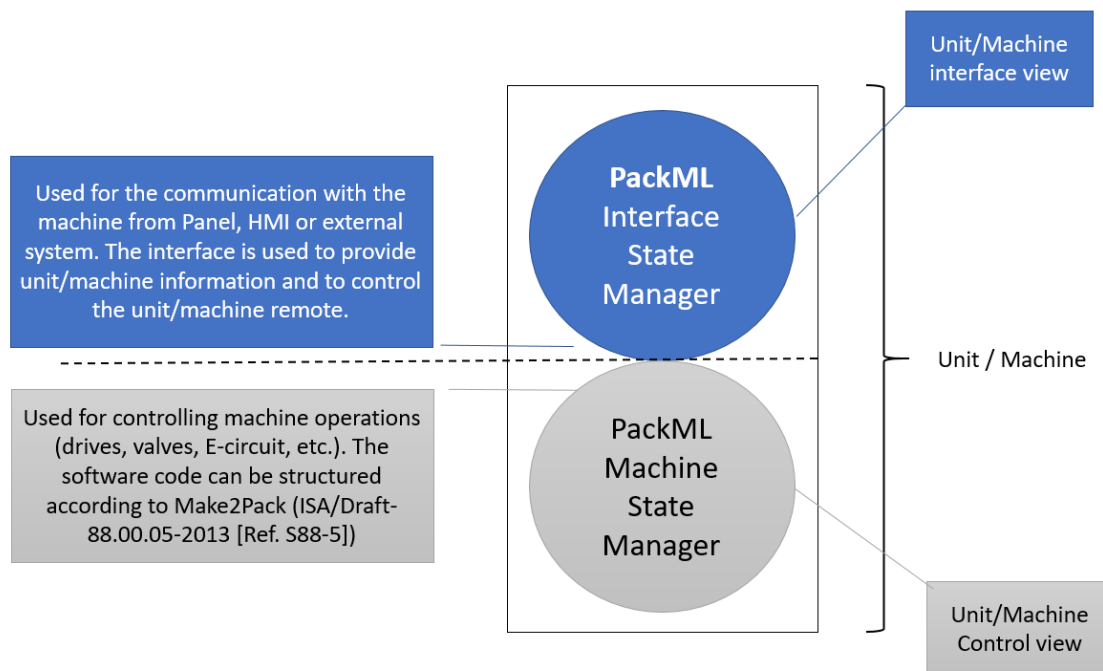 Unit/Machine
interface view
PackML
Interface
State
Manager
Used for the communication with the
machine from Panel, HMI or external
system. The interface is used to provide
unit/machine information and to control
the unit/machine remote.
Unit / Machine
Used for controlling machine operations
(drives, valves, E-circuit, etc.). The
software code can be structured
according to Make2Pack (ISA/Draft-
88.00.05-2013 [Ref. S88-5])
PackML
Machine
State
Manager
Unit/Machine
Control view